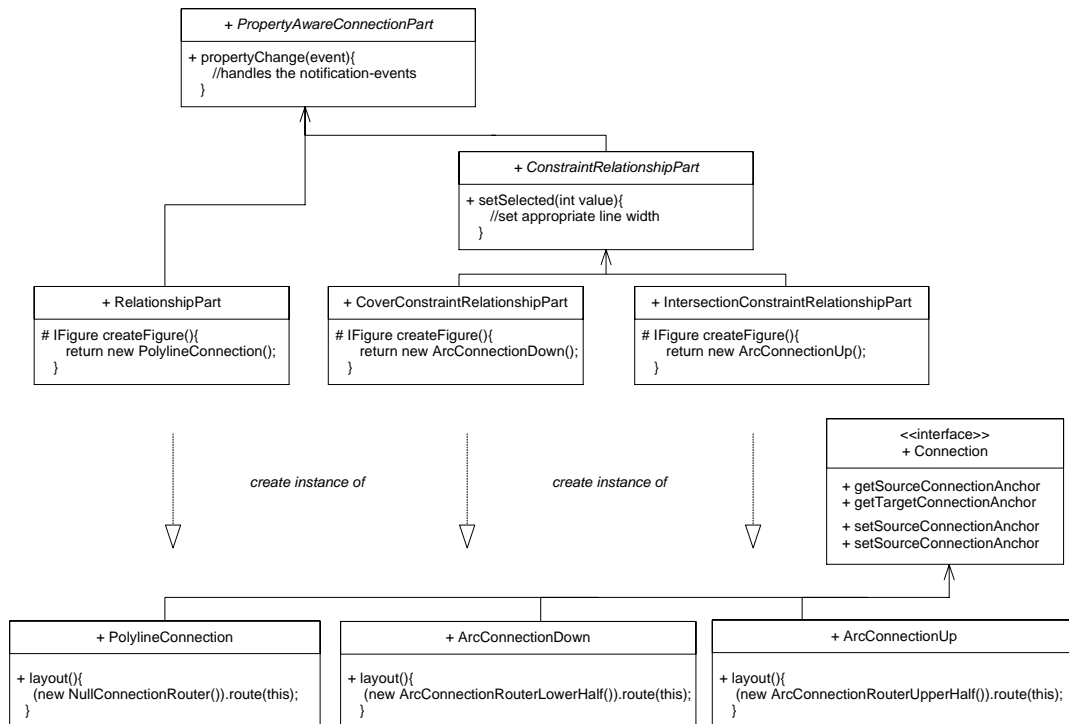 + PropertyAwareConnectionPart
+ propertyChange(event){
//handles the notification-events
}
+ ConstraintRelationshipPart
+ setSelected(int value){
//set appropriate line width
}
+ RelationshipPart
# IFigure createFigure(){
return new PolylineConnection();
}
+ CoverConstraintRelationshipPart
# IFigure createFigure(){
return new ArcConnectionDown();
}
+ IntersectionConstraintRelationshipPart
# IFigure createFigure(){
return new ArcConnectionUp();
}
create instance of
create instance of
<<interface>>
+ Connection
+ getSourceConnectionAnchor
+ getTargetConnectionAnchor
+ setSourceConnectionAnchor
+ setSourceConnectionAnchor
+ PolylineConnection
+ layout(){
(new NullConnectionRouter()).route(this);
}
+ ArcConnectionDown
+ layout(){
(new ArcConnectionRouterLowerHalf()).route(this);
}
+ ArcConnectionUp
+ layout(){
(new ArcConnectionRouterUpperHalf()).route(this);
}